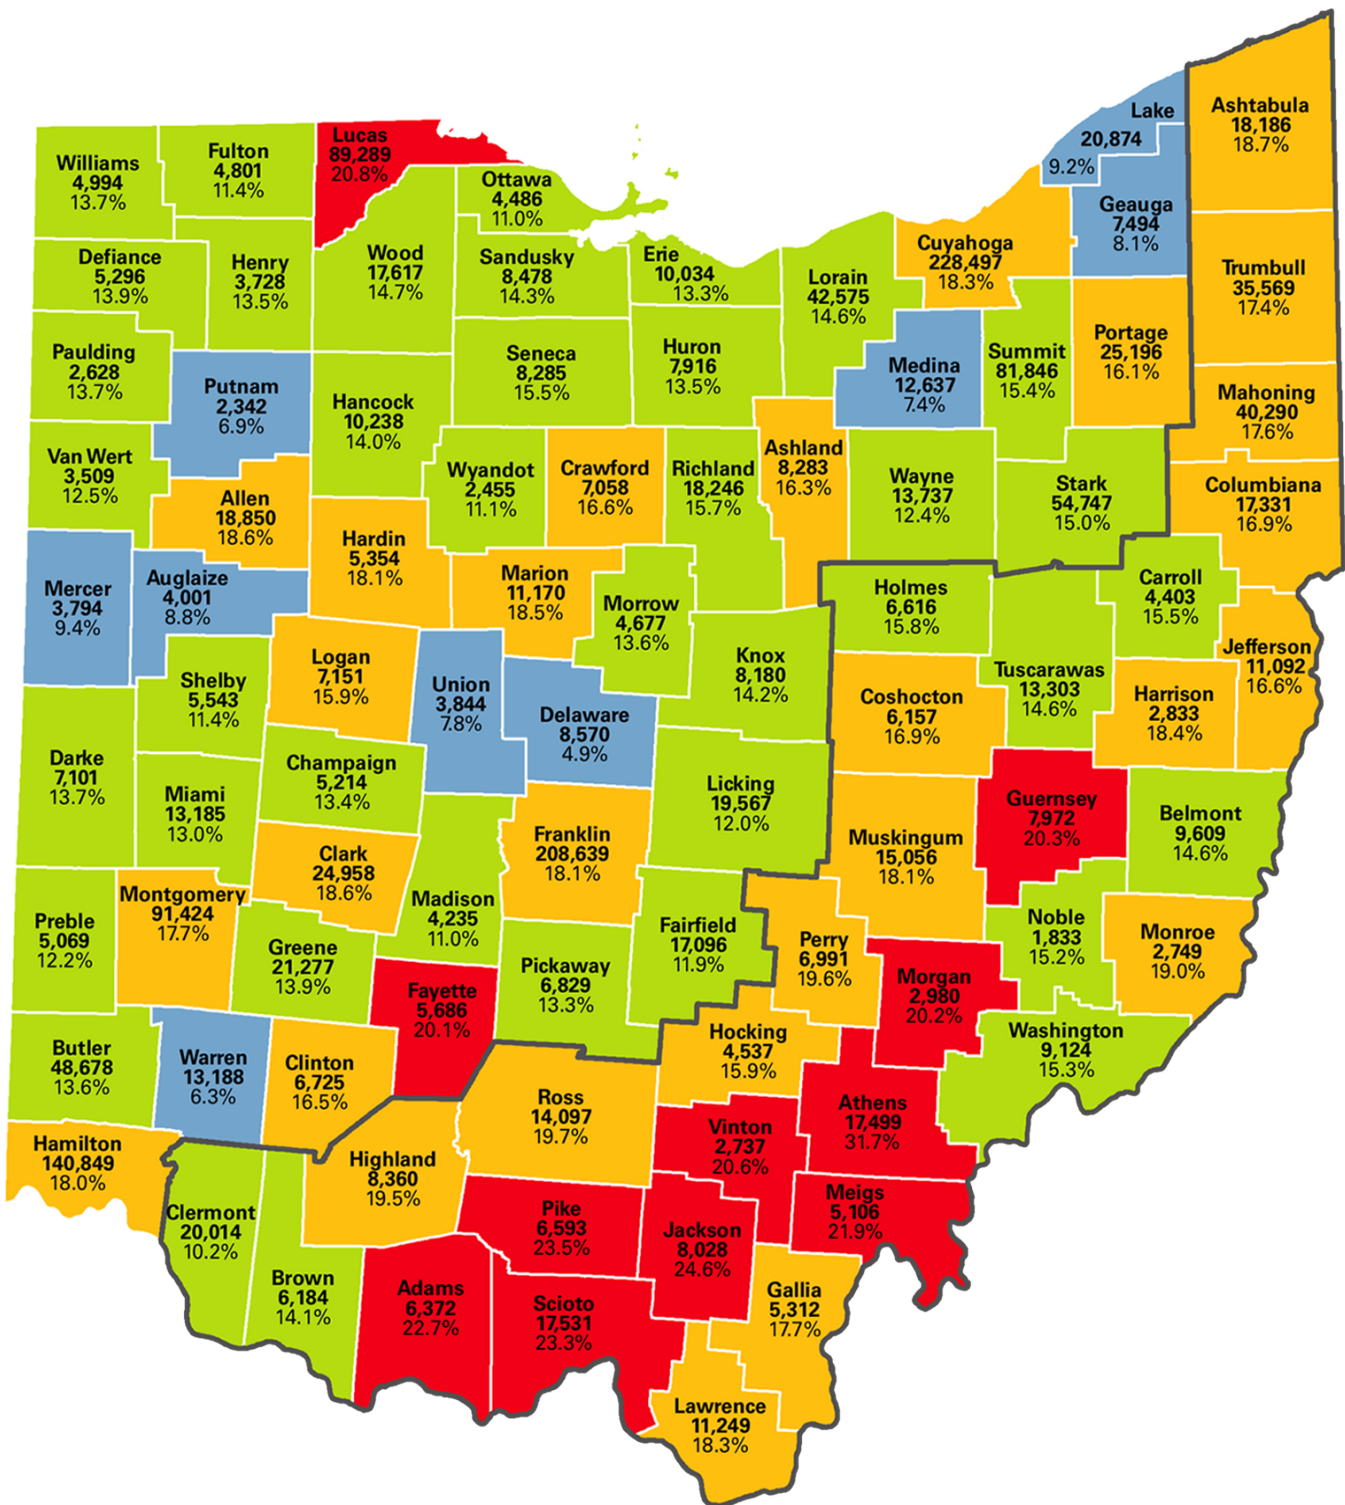 Lake
20,874
9.2%
Ashtabula
18,186
18.7%
Williams
4,994
13.7%
Fulton
4,801
11.4%
Lucas
89,289
20.8%
Ottawa
4,486
11.0%
Geauga
7,494
8.1%
Defiance
5,296
13.9%
Henry
3,728
13.5%
Wood
17,617
14.7%
Sandusky
8,478
14.3%
Erie
10,034
13.3%
Lorain
42,575
14.6%
Cuyahoga
228,497
18.3%
Trumbull
35,569
17.4%
Paulding
2,628
13.7%
Putnam
2,342
6.9%
Hancock
10,238
14.0%
Seneca
8,285
15.5%
Huron
7,916
13.5%
Medina
12,637
7.4%
Summit
81,846
15.4%
Portage
25,196
16.1%
Mahoning
40,290
17.6%
Van Wert
3,509
12.5%
Allen
18,850
18.6%
Wyandot
2,455
11.1%
Crawford
7,058
16.6%
Richland
18,246
15.7%
Ashland
8,283
16.3%
Wayne
13,737
12.4%
Stark
54,747
15.0%
Columbiana
17,331
16.9%
Mercer
3,794
9.4%
Auglaize
4,001
8.8%
Hardin
5,354
18.1%
Marion
11,170
18.5%
Morrow
4,677
13.6%
Holmes
6,616
15.8%
Carroll
4,403
15.5%
Jefferson
11,092
16.6%
Shelby
5,543
11.4%
Logan
7,151
15.9%
Union
3,844
7.8%
Delaware
8,570
4.9%
Knox
8,180
14.2%
Coshocton
6,157
16.9%
Tuscarawas
13,303
14.6%
Harrison
2,833
18.4%
Darke
7,101
13.7%
Miami
13,185
13.0%
Champaign
5,214
13.4%
Licking
19,567
12.0%
Guernsey
7,972
20.3%
Belmont
9,609
14.6%
Clark
24,958
18.6%
Franklin
208,639
18.1%
Muskingum
15,056
18.1%
Preble
5,069
12.2%
Montgomery
91,424
17.7%
Greene
21,277
13.9%
Madison
4,235
11.0%
Fairfield
17,096
11.9%
Perry
6,991
19.6%
Noble
1,833
15.2%
Monroe
2,749
19.0%
Fayette
5,686
20.1%
Pickaway
6,829
13.3%
Morgan
2,980
20.2%
Butler
48,678
13.6%
Warren
13,188
6.3%
Clinton
6,725
16.5%
Hocking
4,537
15.9%
Washington
9,124
15.3%
Ross
14,097
19.7%
Athens
17,499
31.7%
Hamilton
140,849
18.0%
Highland
8,360
19.5%
Vinton
2,737
20.6%
Clermont
20,014
10.2%
Pike
6,593
23.5%
Jackson
8,028
24.6%
Meigs
5,106
21.9%
Brown
6,184
14.1%
Adams
6,372
22.7%
Scioto
17,531
23.3%
Gallia
5,312
17.7%
Lawrence
11,249
18.3%